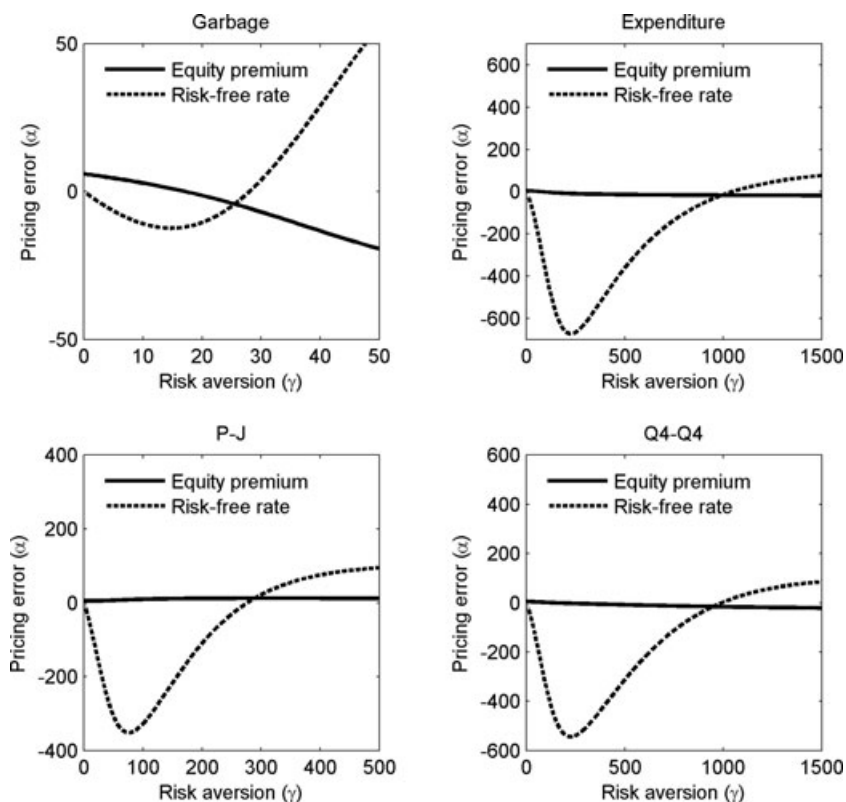 Garbage
50
0
-50
Pricing error (α)
Equity premium
Risk-free rate
0 10 20 30 40 50
Risk aversion (γ)
Expenditure
600
400
200
0
-200
-400
-600
Pricing error (α)
Equity premium
Risk-free rate
0 500 1000 1500
Risk aversion (γ)
P-J
400
200
0
-200
-400
Pricing error (α)
Equity premium
Risk-free rate
0 100 200 300 400 500
Risk aversion (γ)
Q4-Q4
600
400
200
0
-200
-400
-600
Pricing error (α)
Equity premium
Risk-free rate
0 500 1000 1500
Risk aversion (γ)